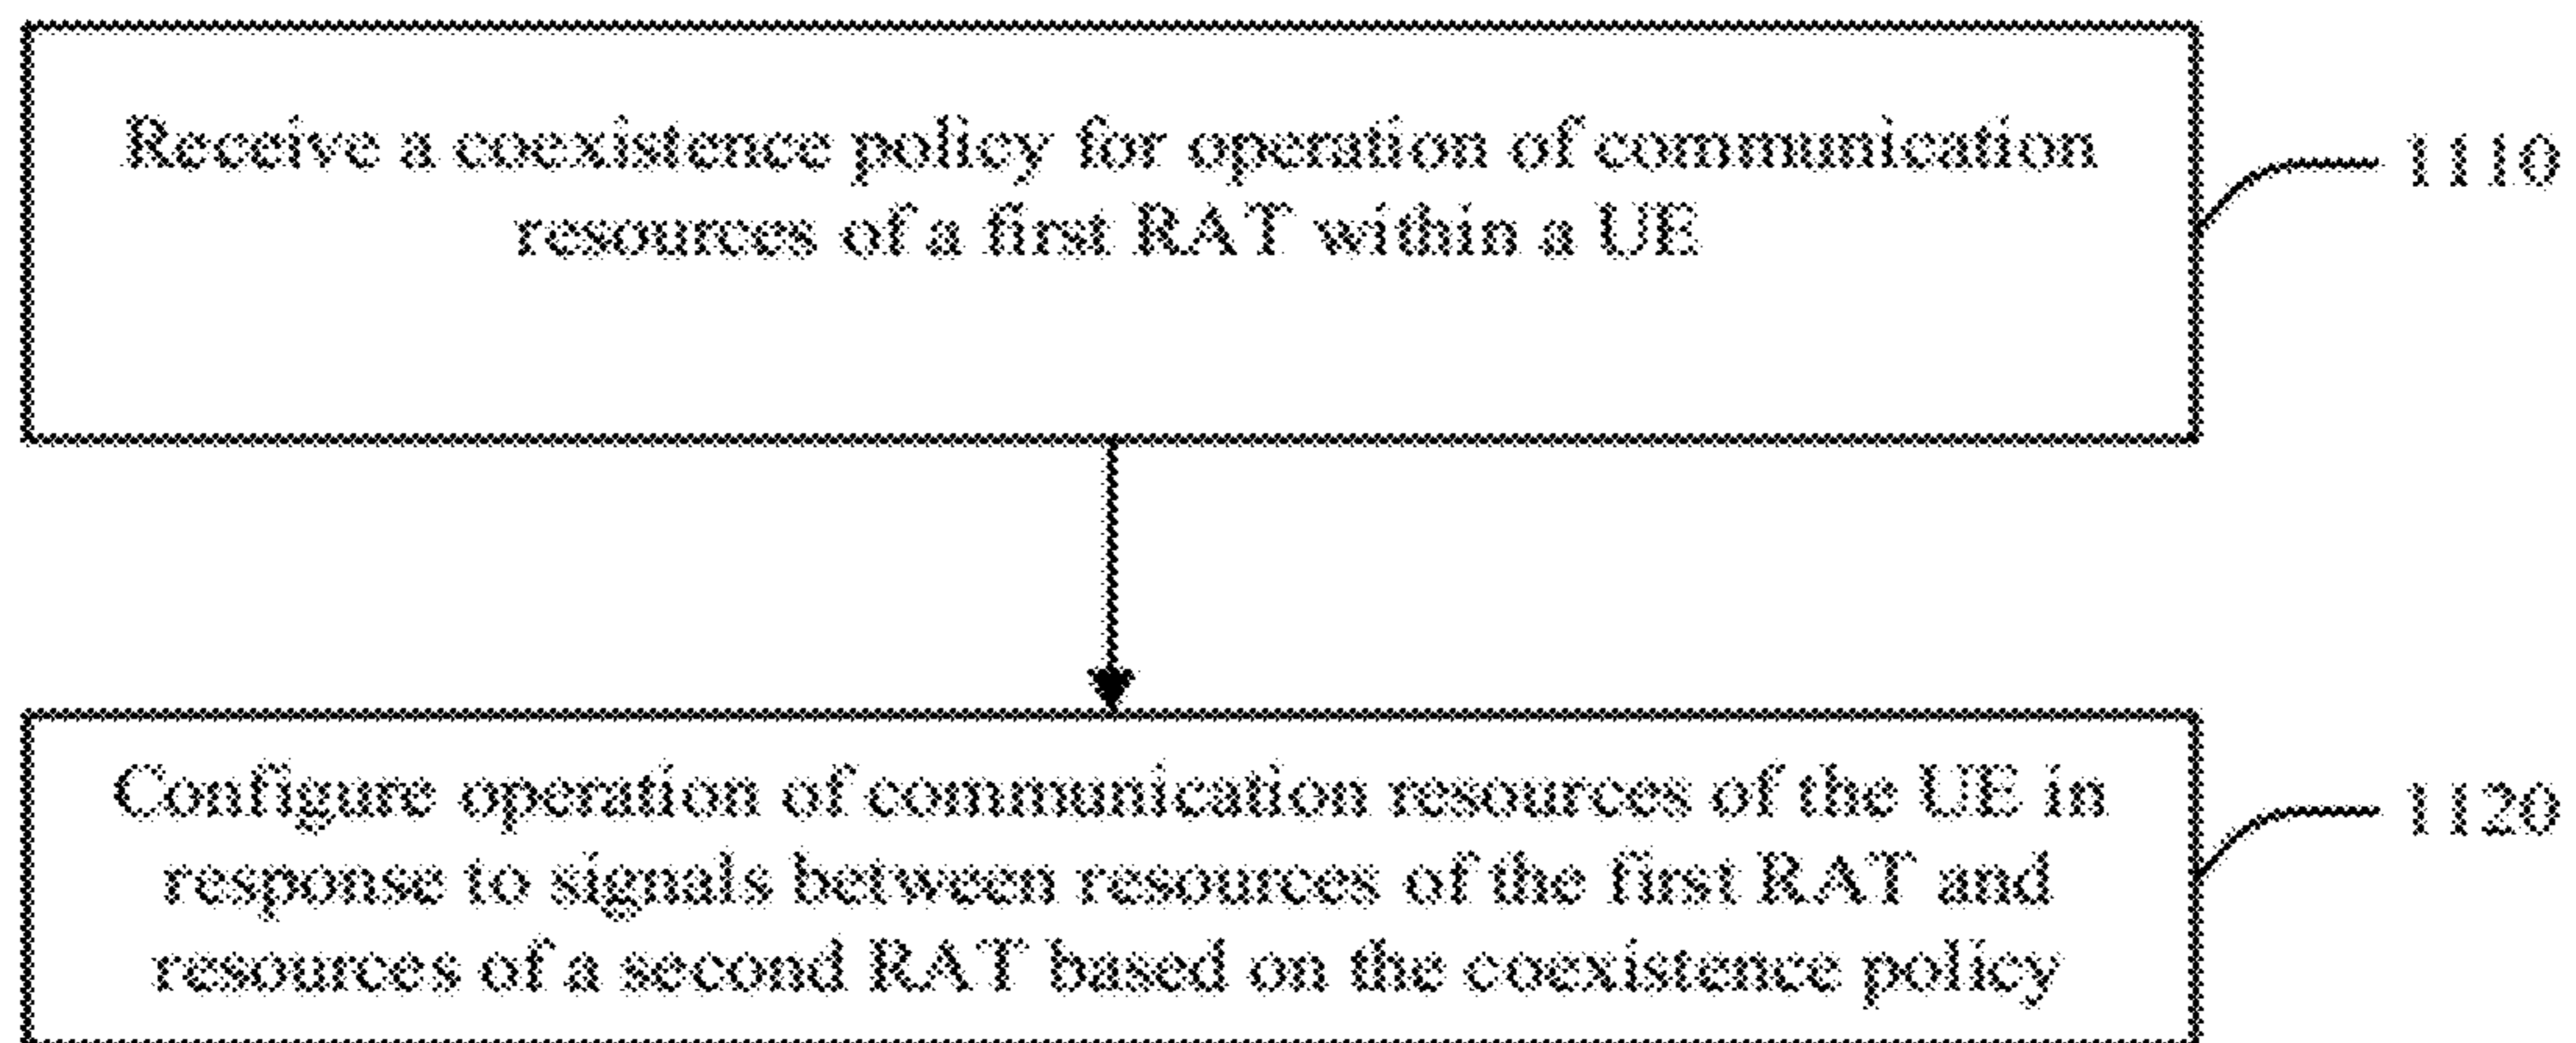 Receive a coexistence policy for operation of communication
resources of a first RAT within a UE
1110
Configure operation of communication resources of the UE in
response to signals between resources of the first RAT and
resources of a second RAT based on the coexistence policy
1120